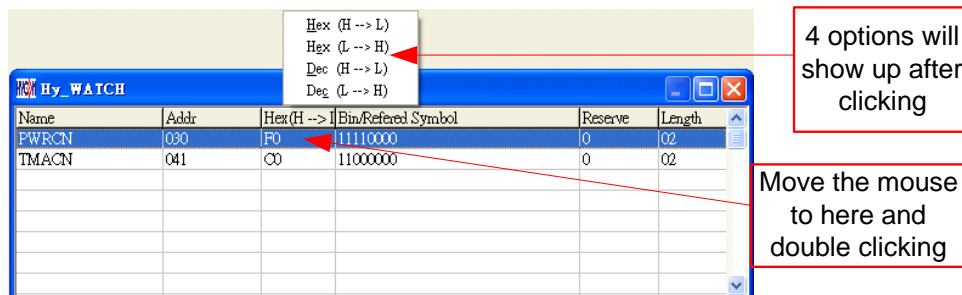 Hex (H --> L)
Hex (L --> H)
Dec (H --> L)
Dec (L --> H)
4 options will
show up after
clicking
Hy_WATCH
Name Addr Hex(H --> I Bin/Refered Symbol Reserve Length
PWRCN 030 F0 11110000 0 02
TMACN 041 C0 11000000 0 02
Move the mouse
to here and
double clicking